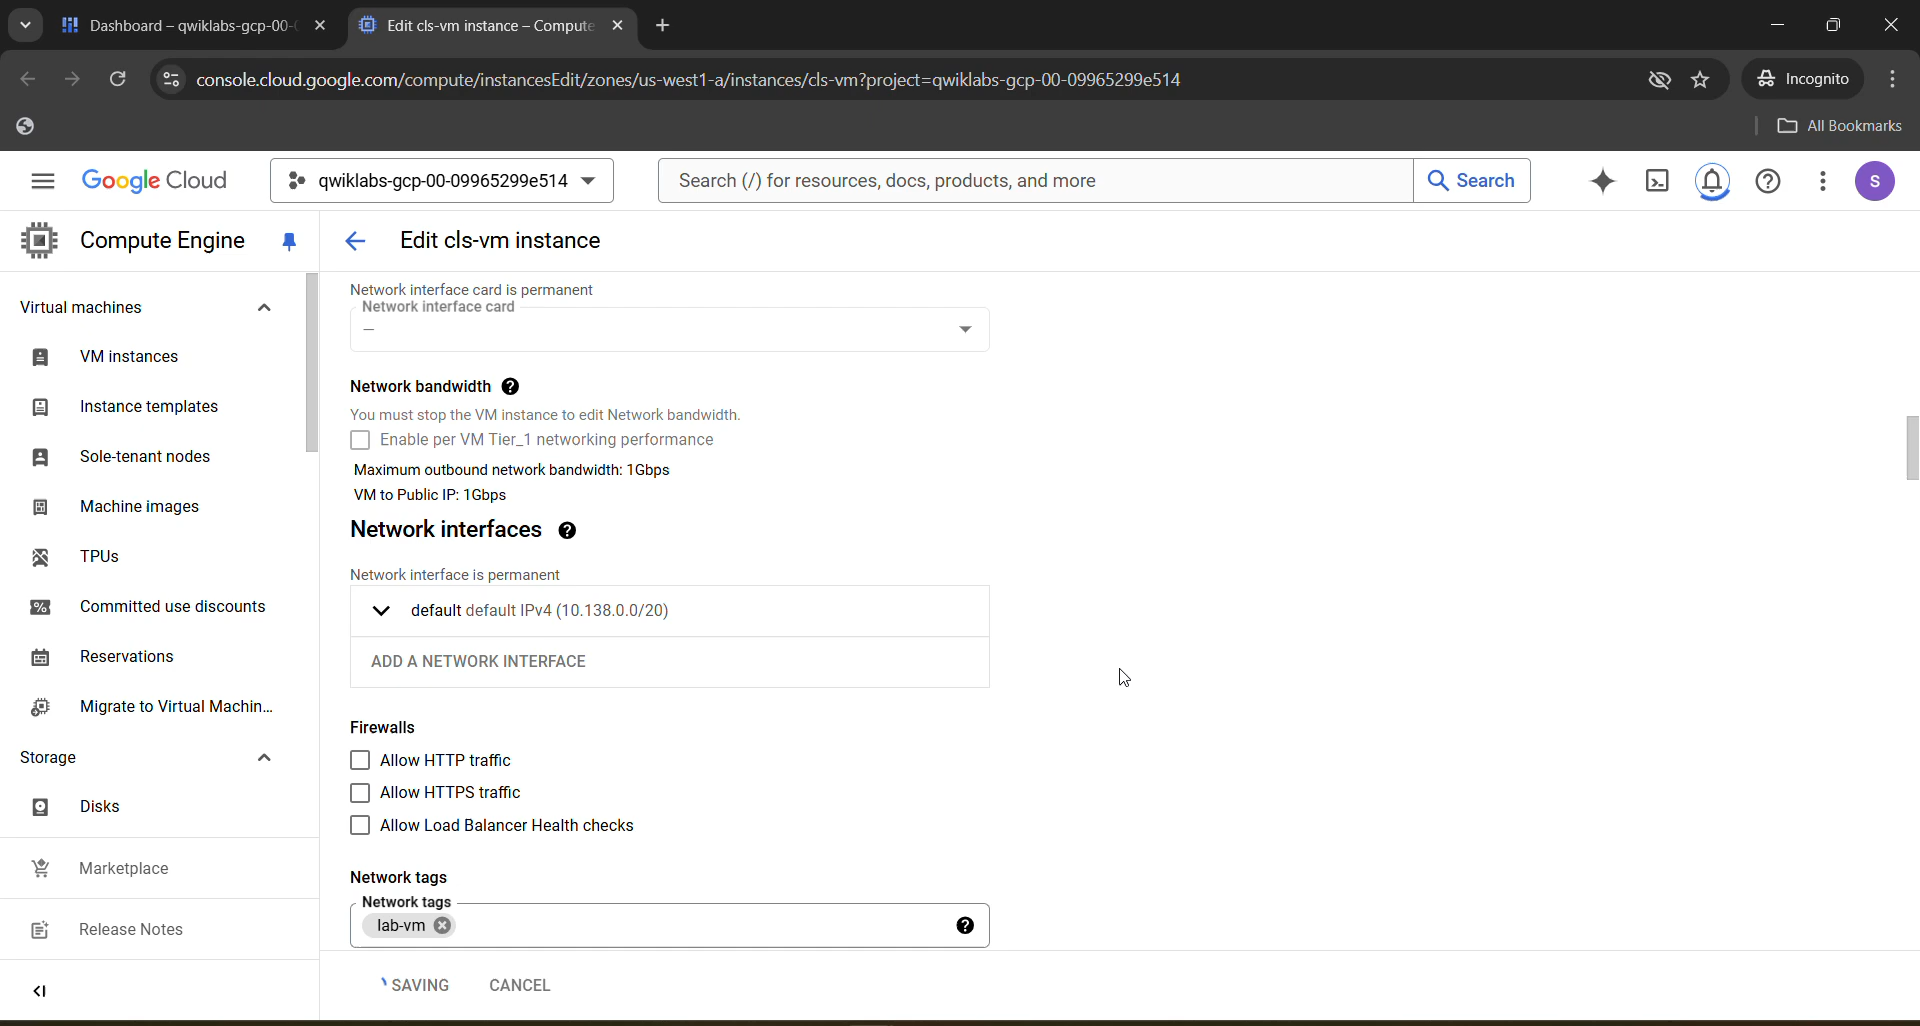 Dashboard – qwiklabs-gcp-00-
Edit cls-vm instance – Compute
console.cloud.google.com/compute/instancesEdit/zones/us-west1-a/instances/cls-vm?project=qwiklabs-gcp-00-09965299e514
Incognito
All Bookmarks
Google Cloud
qwiklabs-gcp-00-09965299e514
Search (/) for resources, docs, products, and more
Search
S
Compute Engine
Edit cls-vm instance
Virtual machines
VM instances
Instance templates
Sole-tenant nodes
Machine images
TPUs
Committed use discounts
Reservations
Migrate to Virtual Machin...
Storage
Disks
Marketplace
Release Notes
Network interface card is permanent
Network interface card
–
Network bandwidth
You must stop the VM instance to edit Network bandwidth.
Enable per VM Tier_1 networking performance
Maximum outbound network bandwidth: 1Gbps
VM to Public IP: 1Gbps
Network interfaces
Network interface is permanent
default default IPv4 (10.138.0.0/20)
ADD A NETWORK INTERFACE
Firewalls
Allow HTTP traffic
Allow HTTPS traffic
Allow Load Balancer Health checks
Network tags
Network tags
lab-vm
SAVING
CANCEL